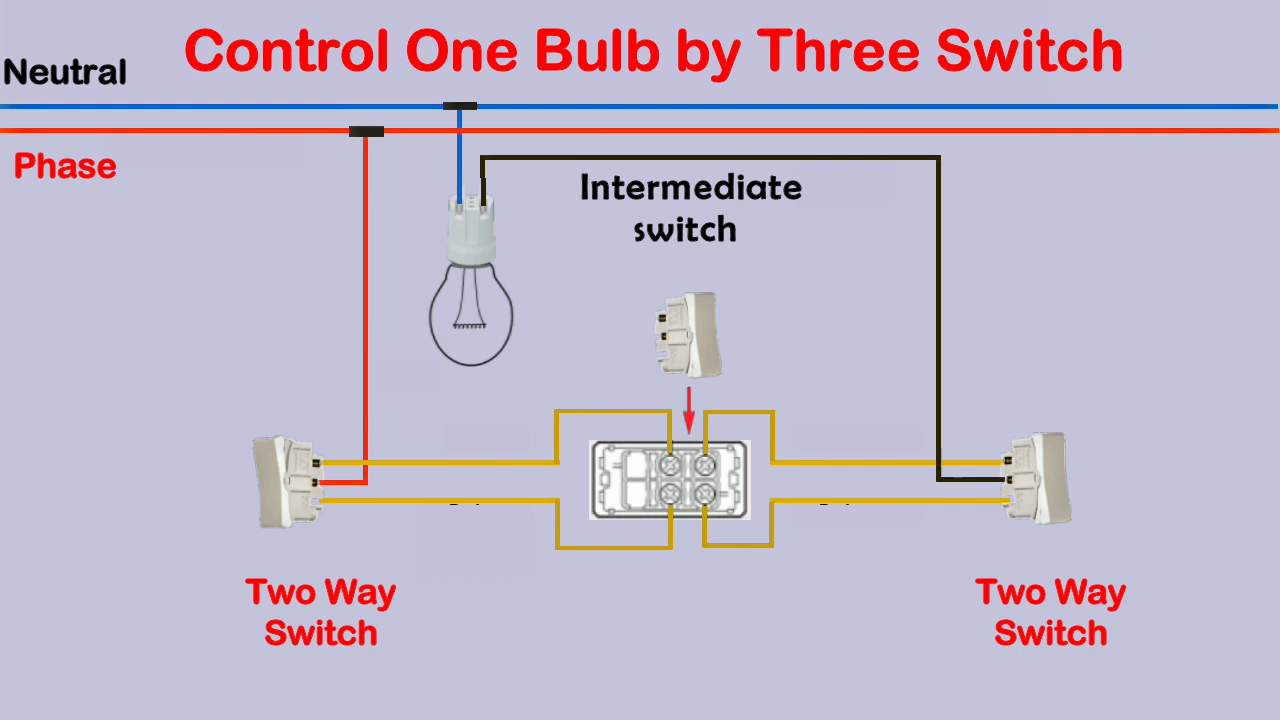 Control One Bulb by Three Switch
Neutral
Phase
Intermediate
switch
Two Way
Switch
Two Way
Switch